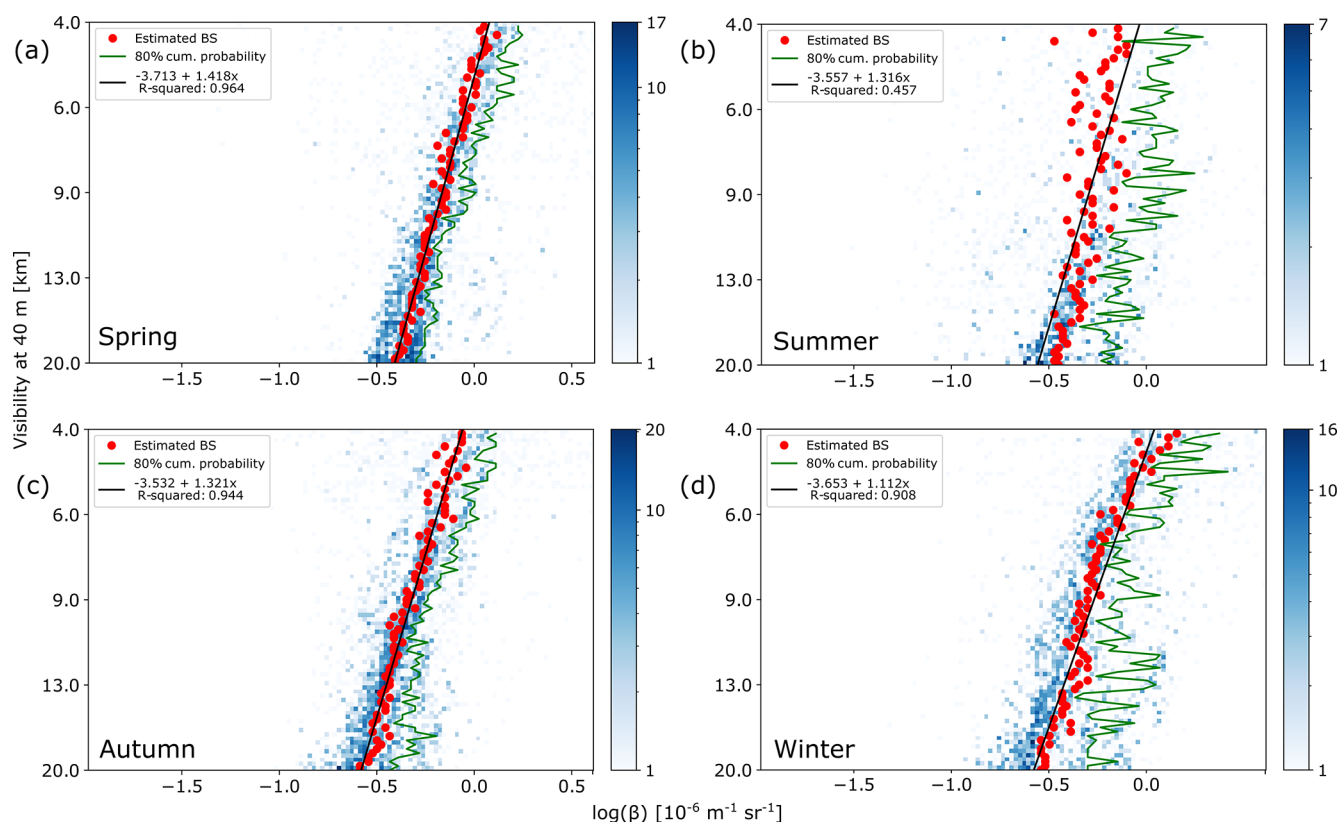 (a)
4.0
6.0
9.0
13.0
20.0
Estimated BS
80% cum. probability
-3.713 + 1.418x
R-squared: 0.964
Spring
−1.5
−1.0
−0.5
0.0
0.5
17
10
1
(b)
4.0
6.0
9.0
13.0
20.0
Estimated BS
80% cum. probability
-3.557 + 1.316x
R-squared: 0.457
Summer
−1.5
−1.0
−0.5
0.0
7
1
Visibility at 40 m [km]
(c)
4.0
6.0
9.0
13.0
20.0
Estimated BS
80% cum. probability
-3.532 + 1.321x
R-squared: 0.944
Autumn
−1.5
−1.0
−0.5
0.0
0.5
20
10
1
(d)
4.0
6.0
9.0
13.0
20.0
Estimated BS
80% cum. probability
-3.653 + 1.112x
R-squared: 0.908
Winter
−1.5
−1.0
−0.5
0.0
16
10
1
log(β) [10⁻⁶ m⁻¹ sr⁻¹]